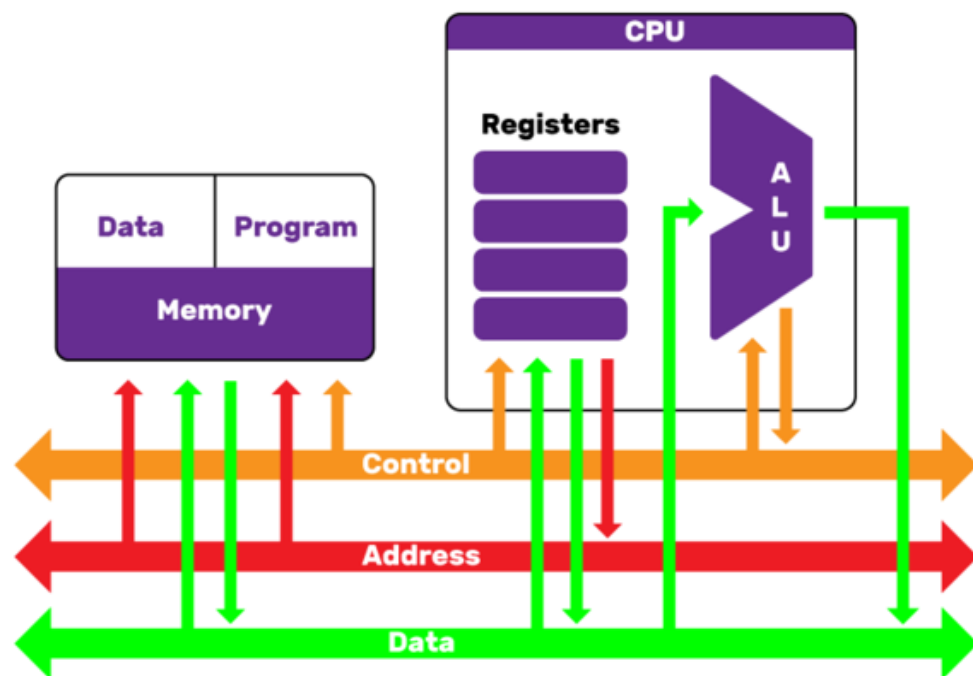 CPU
Registers
A
L
U
Data
Program
Memory
Control
Address
Data